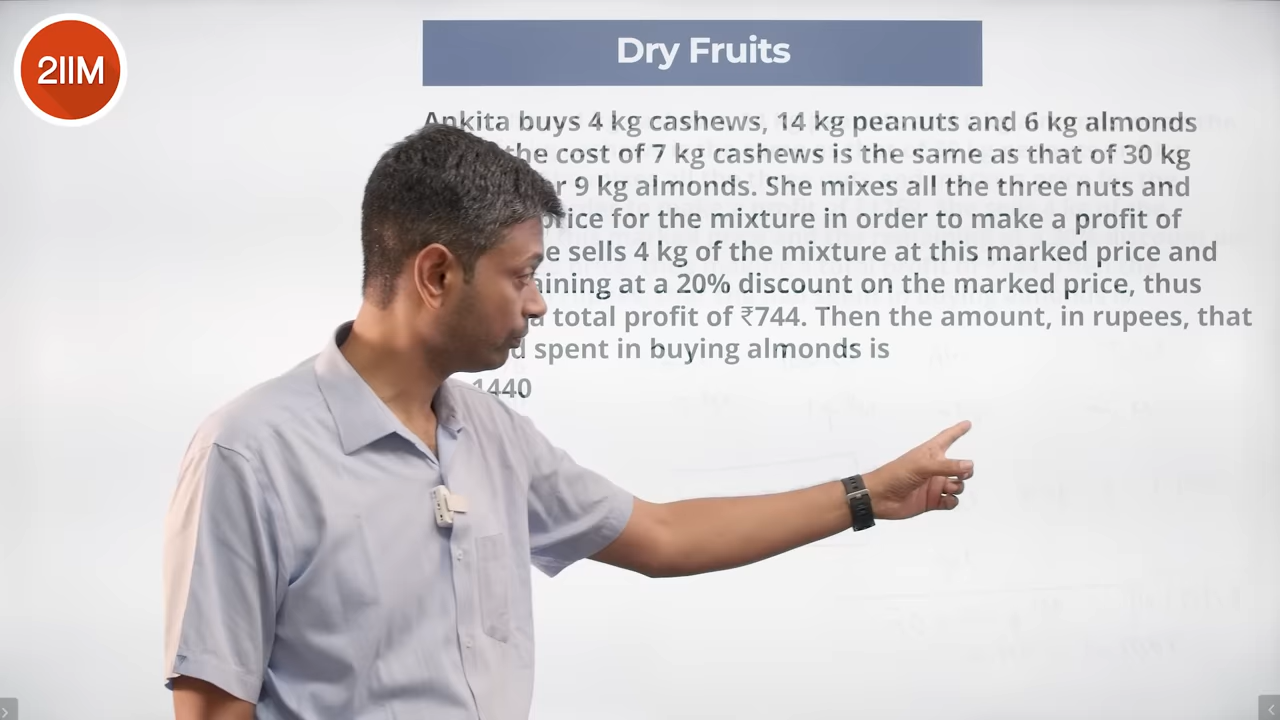 2IIM
Dry Fruits
Ankita buys 4 kg cashews, 14 kg peanuts and 6 kg almonds
the cost of 7 kg cashews is the same as that of 30 kg
9 kg almonds. She mixes all the three nuts and
price for the mixture in order to make a profit of
sells 4 kg of the mixture at this marked price and
at a 20% discount on the marked price, thus
a total profit of ₹744. Then the amount, in rupees, that
spent in buying almonds is
1440